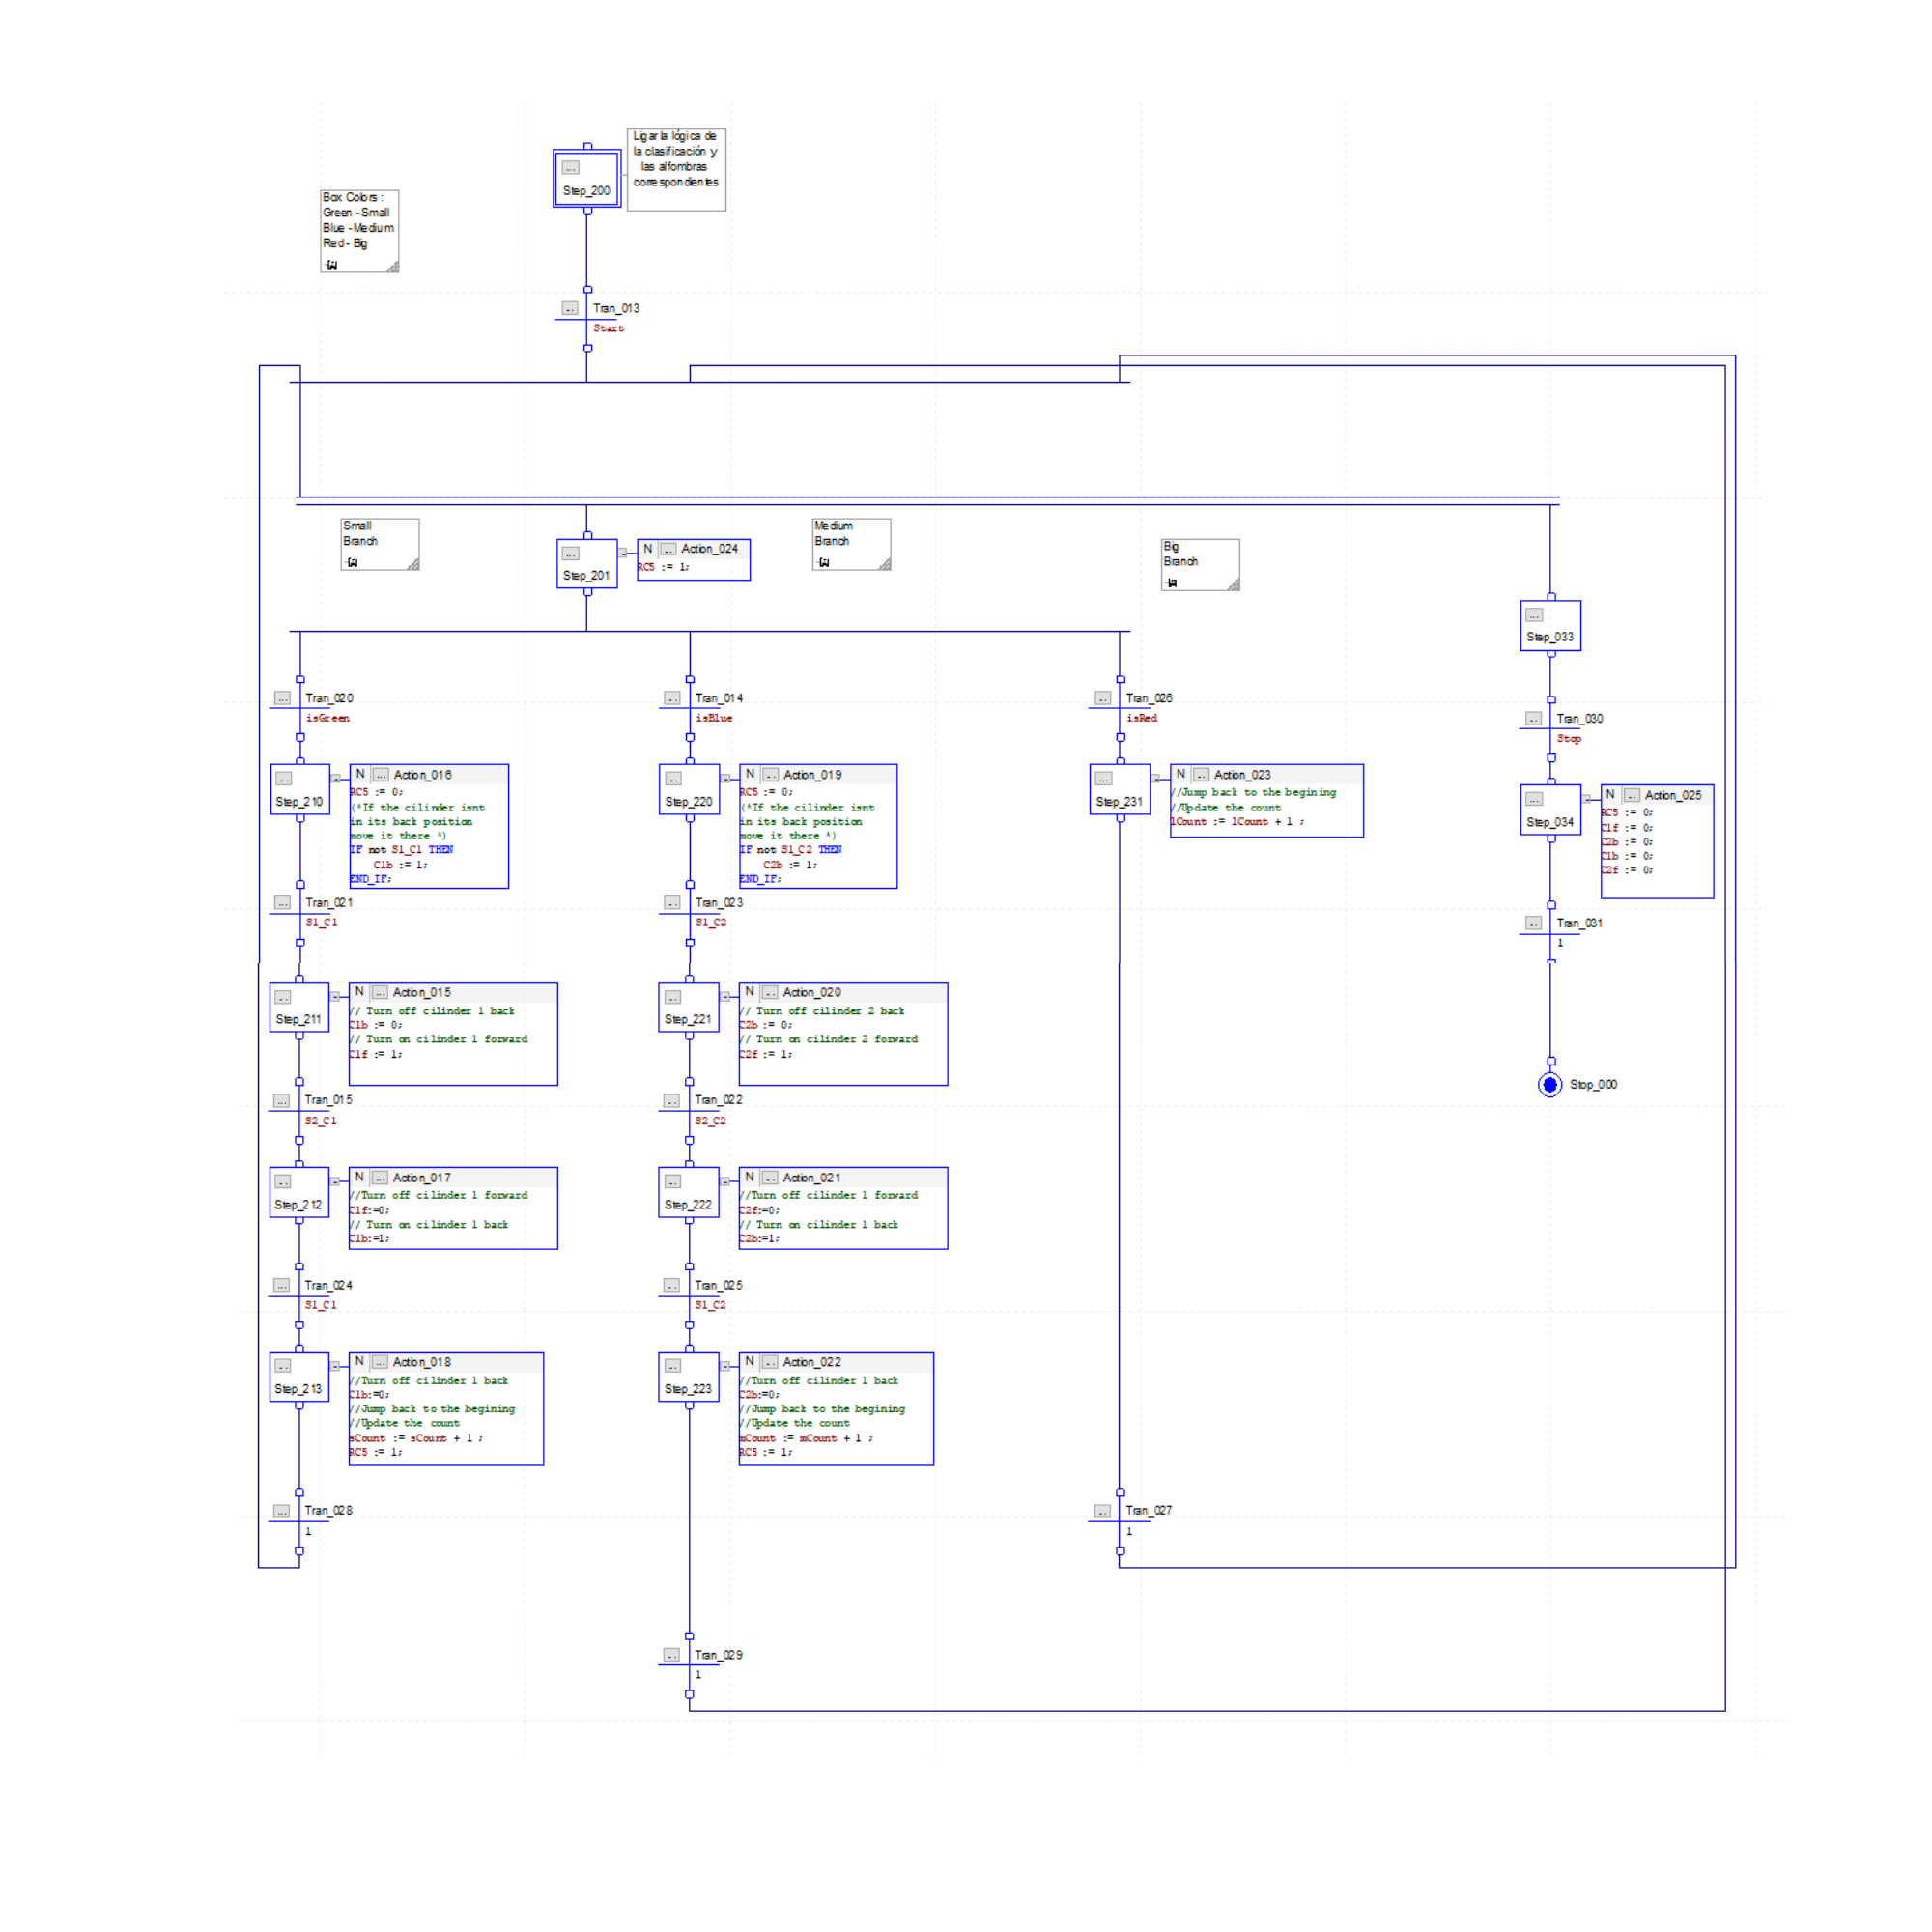 Ligar la lógica de
la clasificación y
las alfombras
correspondientes
...
Step_200
Box Colors :
Green -Small
Blue -Medium
Red- Big
Tran_013
Start
Small
Branch
Step_201
N ... Action_024
RC5 := 1;
Medium
Branch
Big
Branch
Step_033
Tran_020
isGreen
Tran_014
isBlue
Tran_026
isRed
Tran_030
Stop
Step_210
N ... Action_016
RC5 := 0;
(*If the cilinder isnt
in its back position
move it there *)
IF not S1_C1 THEN
C1b := 1;
END_IF;
Step_220
N ... Action_019
RC5 := 0;
(*If the cilinder isnt
in its back position
move it there *)
IF not S1_C2 THEN
C2b := 1;
END_IF;
Step_231
N ... Action_023
//Jump back to the begining
//Update the count
lCount := lCount + 1 ;
Step_034
N ... Action_025
RC5 := 0;
C1f := 0;
C2b := 0;
C1b := 0;
C2f := 0;
Tran_021
S1_C1
Tran_023
S1_C2
Tran_031
1
Step_211
N ... Action_015
// Turn off cilinder 1 back
C1b := 0;
// Turn on cilinder 1 forward
C1f := 1;
Step_221
N ... Action_020
// Turn off cilinder 2 back
C2b := 0;
// Turn on cilinder 2 forward
C2f := 1;
Stop_000
Tran_015
S2_C1
Tran_022
S2_C2
Step_212
N ... Action_017
//Turn off cilinder 1 forward
C1f:=0;
// Turn on cilinder 1 back
C1b:=1;
Step_222
N ... Action_021
//Turn off cilinder 1 forward
C2f:=0;
// Turn on cilinder 1 back
C2b:=1;
Tran_024
S1_C1
Tran_025
S1_C2
Step_213
N ... Action_018
//Turn off cilinder 1 back
C1b:=0;
//Jump back to the begining
//Update the count
sCount := sCount + 1 ;
RC5 := 1;
Step_223
N ... Action_022
//Turn off cilinder 1 back
C2b:=0;
//Jump back to the begining
//Update the count
mCount := mCount + 1 ;
RC5 := 1;
Tran_028
1
Tran_027
1
Tran_029
1